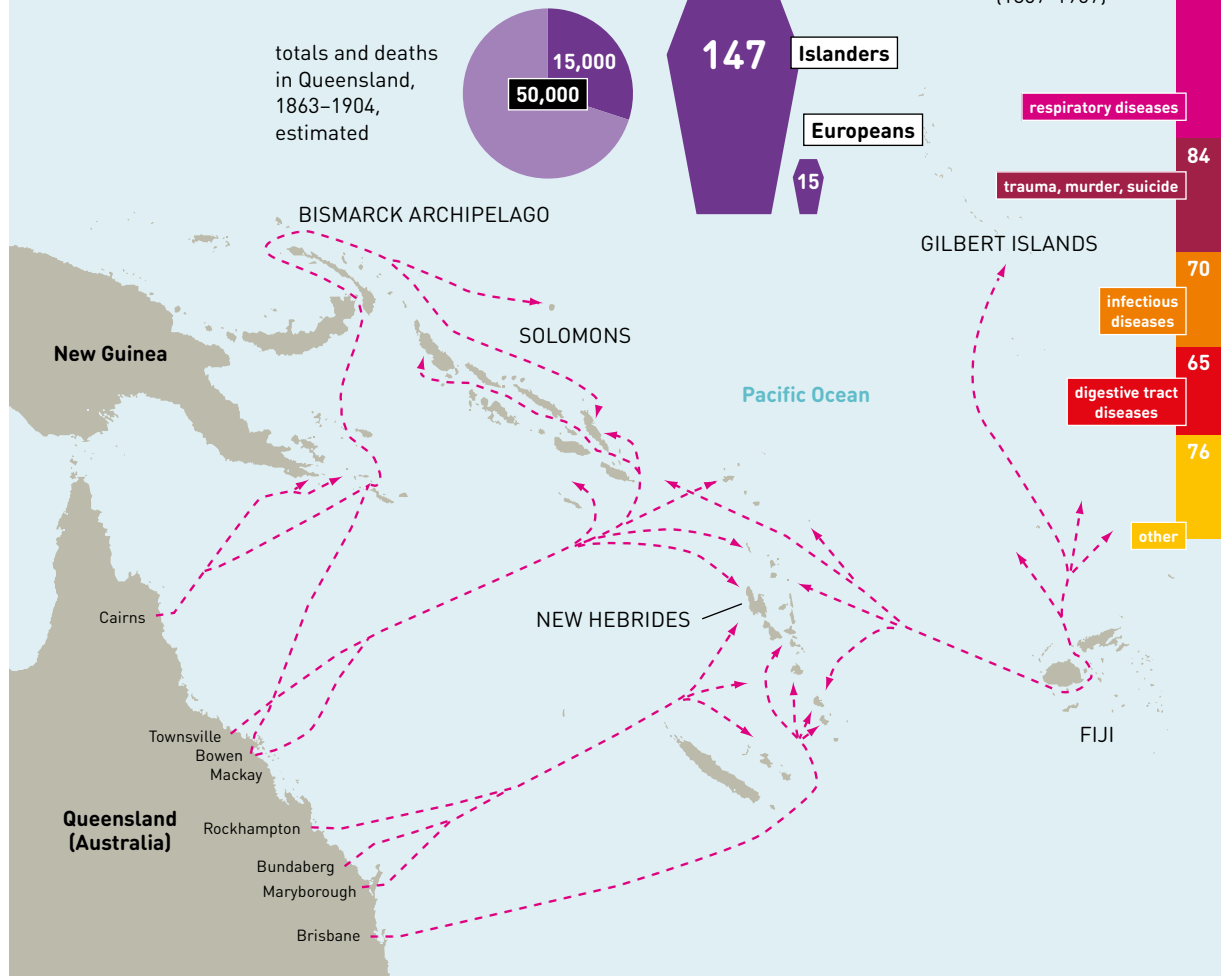 totals and deaths
in Queensland,
1863–1904,
estimated
15,000
50,000
147
Islanders
Europeans
15
respiratory diseases
84
trauma, murder, suicide
70
infectious
diseases
65
digestive tract
diseases
76
other
BISMARCK ARCHIPELAGO
GILBERT ISLANDS
SOLOMONS
New Guinea
Pacific Ocean
Cairns
NEW HEBRIDES
Townsville
Bowen
Mackay
FIJI
Queensland
(Australia)
Rockhampton
Bundaberg
Maryborough
Brisbane